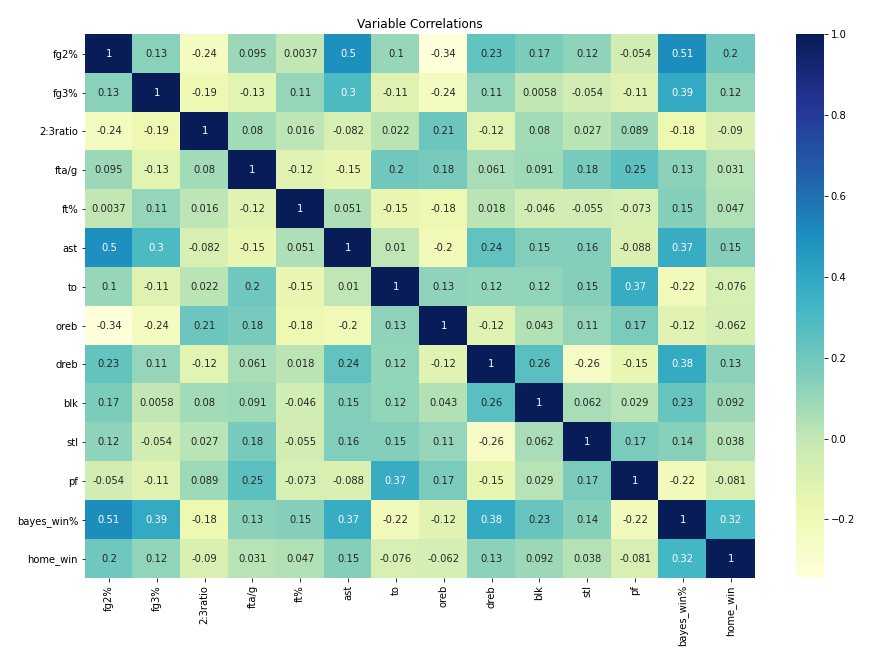 Variable Correlations
fg2% 1 0.13 -0.24 0.095 0.0037 0.5 0.1 -0.34 0.23 0.17 0.12 -0.054 0.51 0.2
fg3% 0.13 1 -0.19 -0.13 0.11 0.3 -0.11 -0.24 0.11 0.0058 -0.054 -0.11 0.39 0.12
2:3ratio -0.24 -0.19 1 0.08 0.016 -0.082 0.022 0.21 -0.12 0.08 0.027 0.089 -0.18 -0.09
fta/g 0.095 -0.13 0.08 1 -0.12 -0.15 0.2 0.18 0.061 0.091 0.18 0.25 0.13 0.031
ft% 0.0037 0.11 0.016 -0.12 1 0.051 -0.15 -0.18 0.018 -0.046 -0.055 -0.073 0.15 0.047
ast 0.5 0.3 -0.082 -0.15 0.051 1 0.01 -0.2 0.24 0.15 0.16 -0.088 0.37 0.15
to 0.1 -0.11 0.022 0.2 -0.15 0.01 1 0.13 0.12 0.12 0.15 0.37 -0.22 -0.076
oreb -0.34 -0.24 0.21 0.18 -0.18 -0.2 0.13 1 -0.12 0.043 0.11 0.17 -0.12 -0.062
dreb 0.23 0.11 -0.12 0.061 0.018 0.24 0.12 -0.12 1 0.26 -0.26 -0.15 0.38 0.13
blk 0.17 0.0058 0.08 0.091 -0.046 0.15 0.12 0.043 0.26 1 0.062 0.029 0.23 0.092
stl 0.12 -0.054 0.027 0.18 -0.055 0.16 0.15 0.11 -0.26 0.062 1 0.17 0.14 0.038
pf -0.054 -0.11 0.089 0.25 -0.073 -0.088 0.37 0.17 -0.15 0.029 0.17 1 -0.22 -0.081
bayes_win% 0.51 0.39 -0.18 0.13 0.15 0.37 -0.22 -0.12 0.38 0.23 0.14 -0.22 1 0.32
home_win 0.2 0.12 -0.09 0.031 0.047 0.15 -0.076 -0.062 0.13 0.092 0.038 -0.081 0.32 1
fg2% fg3% 2:3ratio fta/g ft% ast to oreb dreb blk stl pf bayes_win% home_win
1.0
0.8
0.6
0.4
0.2
0.0
−0.2